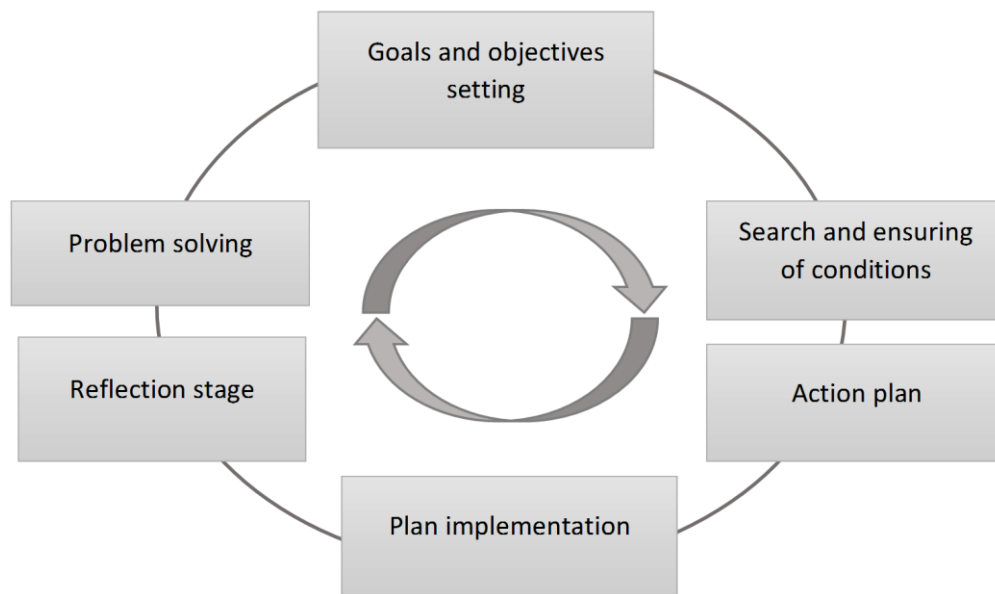 Goals and objectives
setting
Problem solving
Search and ensuring
of conditions
Reflection stage
Action plan
Plan implementation